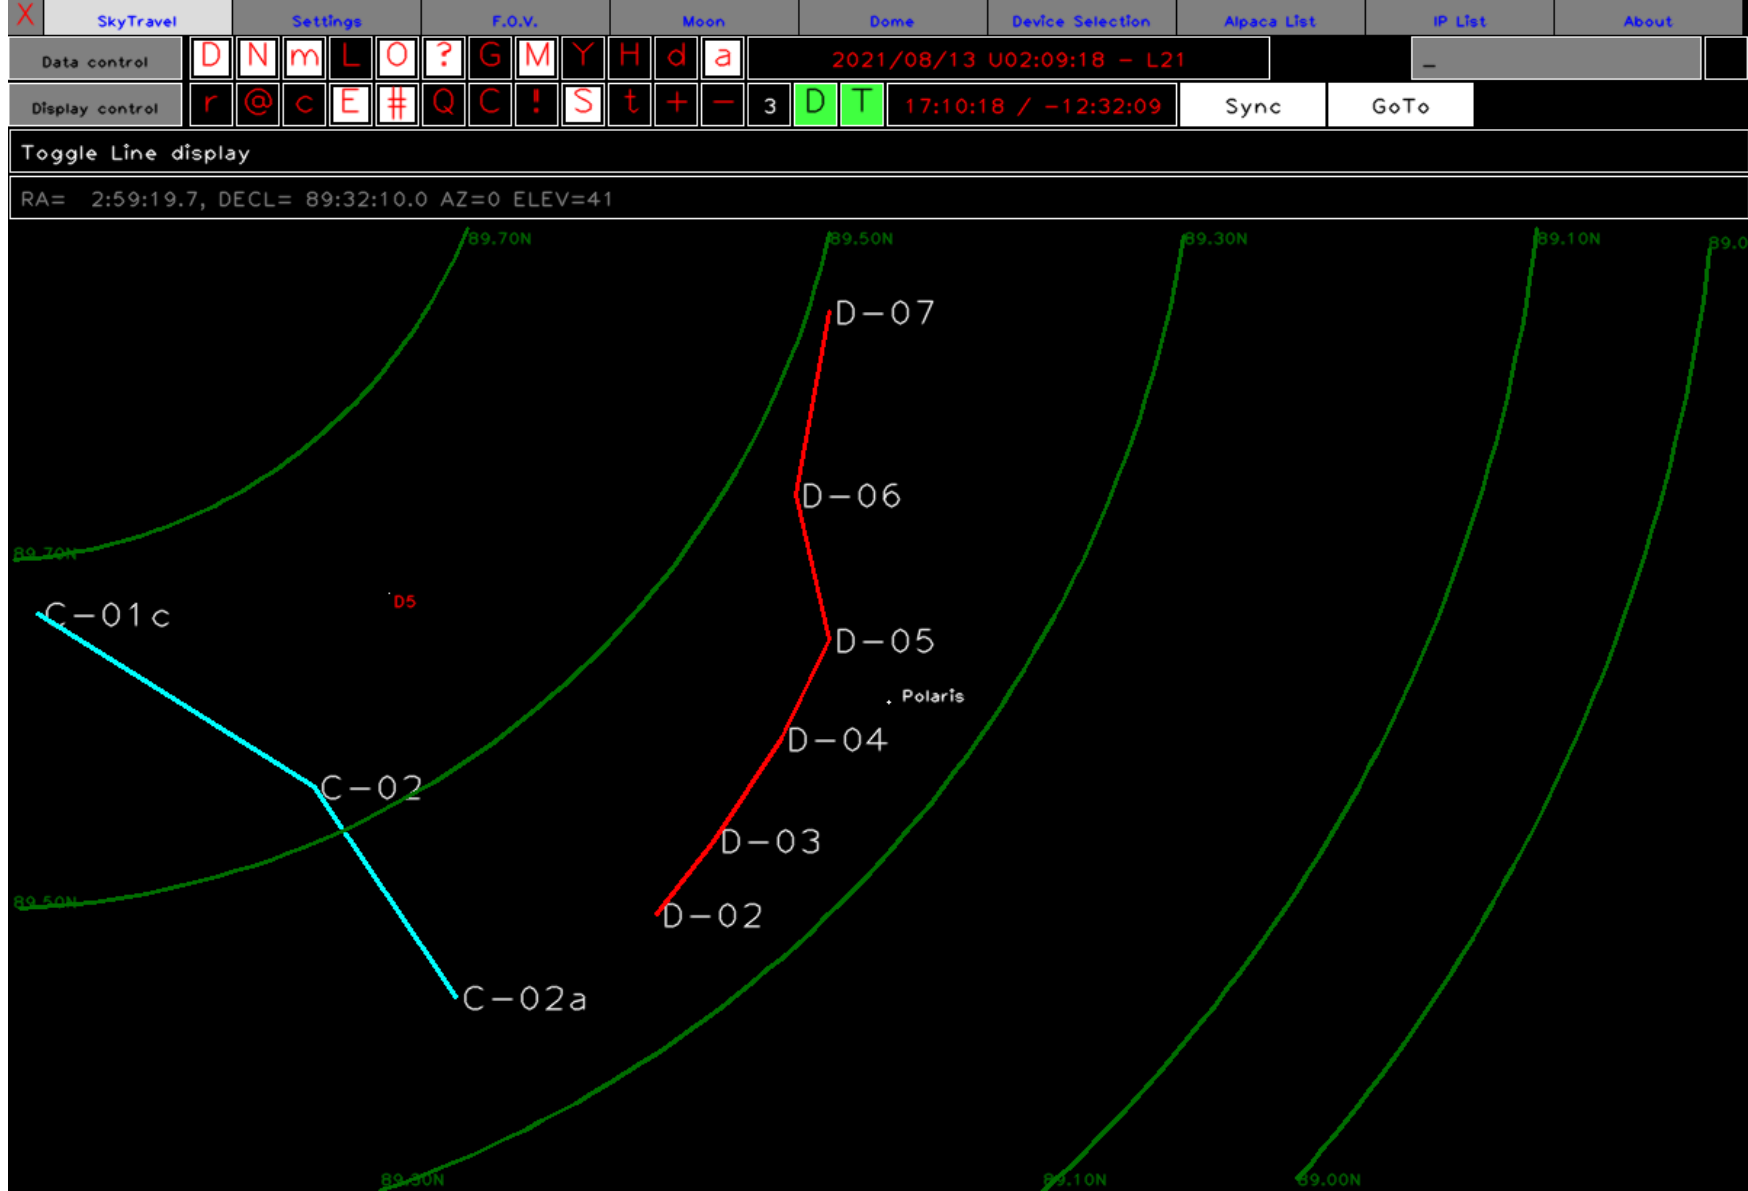 X SkyTravel Settings F.O.V. Moon Dome Device Selection Alpaca List IP List About
Data control D N m L O ? G M Y H d a 2021/08/13 U02:09:18 - L21 _
Display control r @ c E # Q C ! S t + - 3 D T 17:10:18 / -12:32:09 Sync GoTo
Toggle Line display
RA= 2:59:19.7, DECL= 89:32:10.0 AZ=0 ELEV=41
89.70N 89.50N 89.30N 89.10N 89.0
D-07
D-06
89.70N
D5
C-01c
D-05
Polaris
D-04
C-02
D-03
89.50N
D-02
C-02a
89.30N 89.10N 89.00N